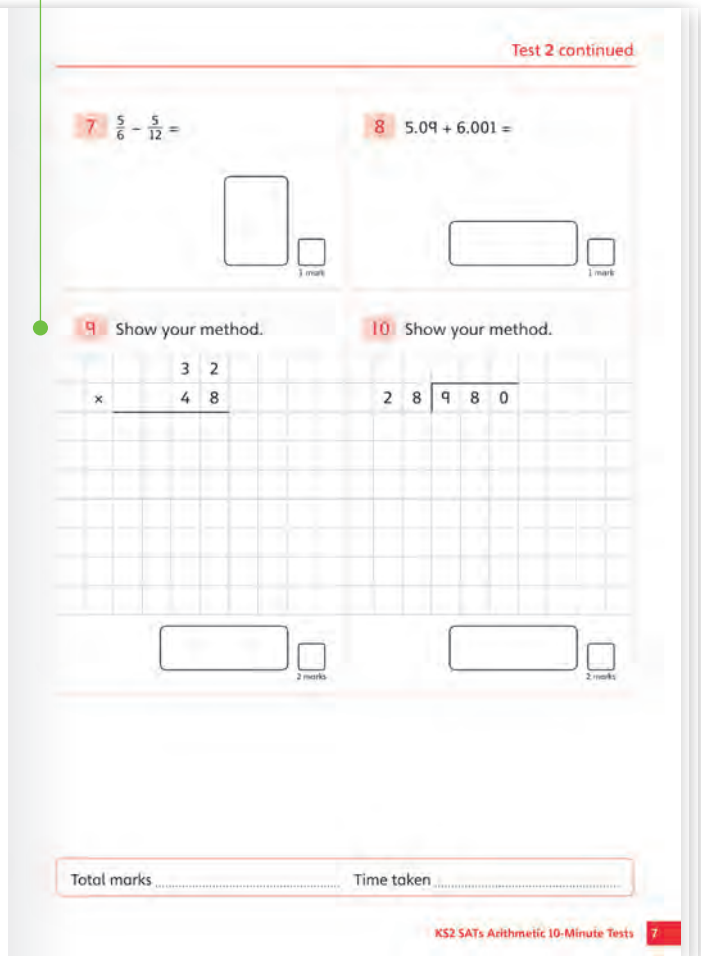 Test 2 continued
7 5/6 − 5/12 =
1 mark
8 5.09 + 6.001 =
1 mark
9 Show your method.
3 2
× 4 8
2 marks
10 Show your method.
2 8 9 8 0
2 marks
Total marks
Time taken
KS2 SATs Arithmetic 10-Minute Tests 7